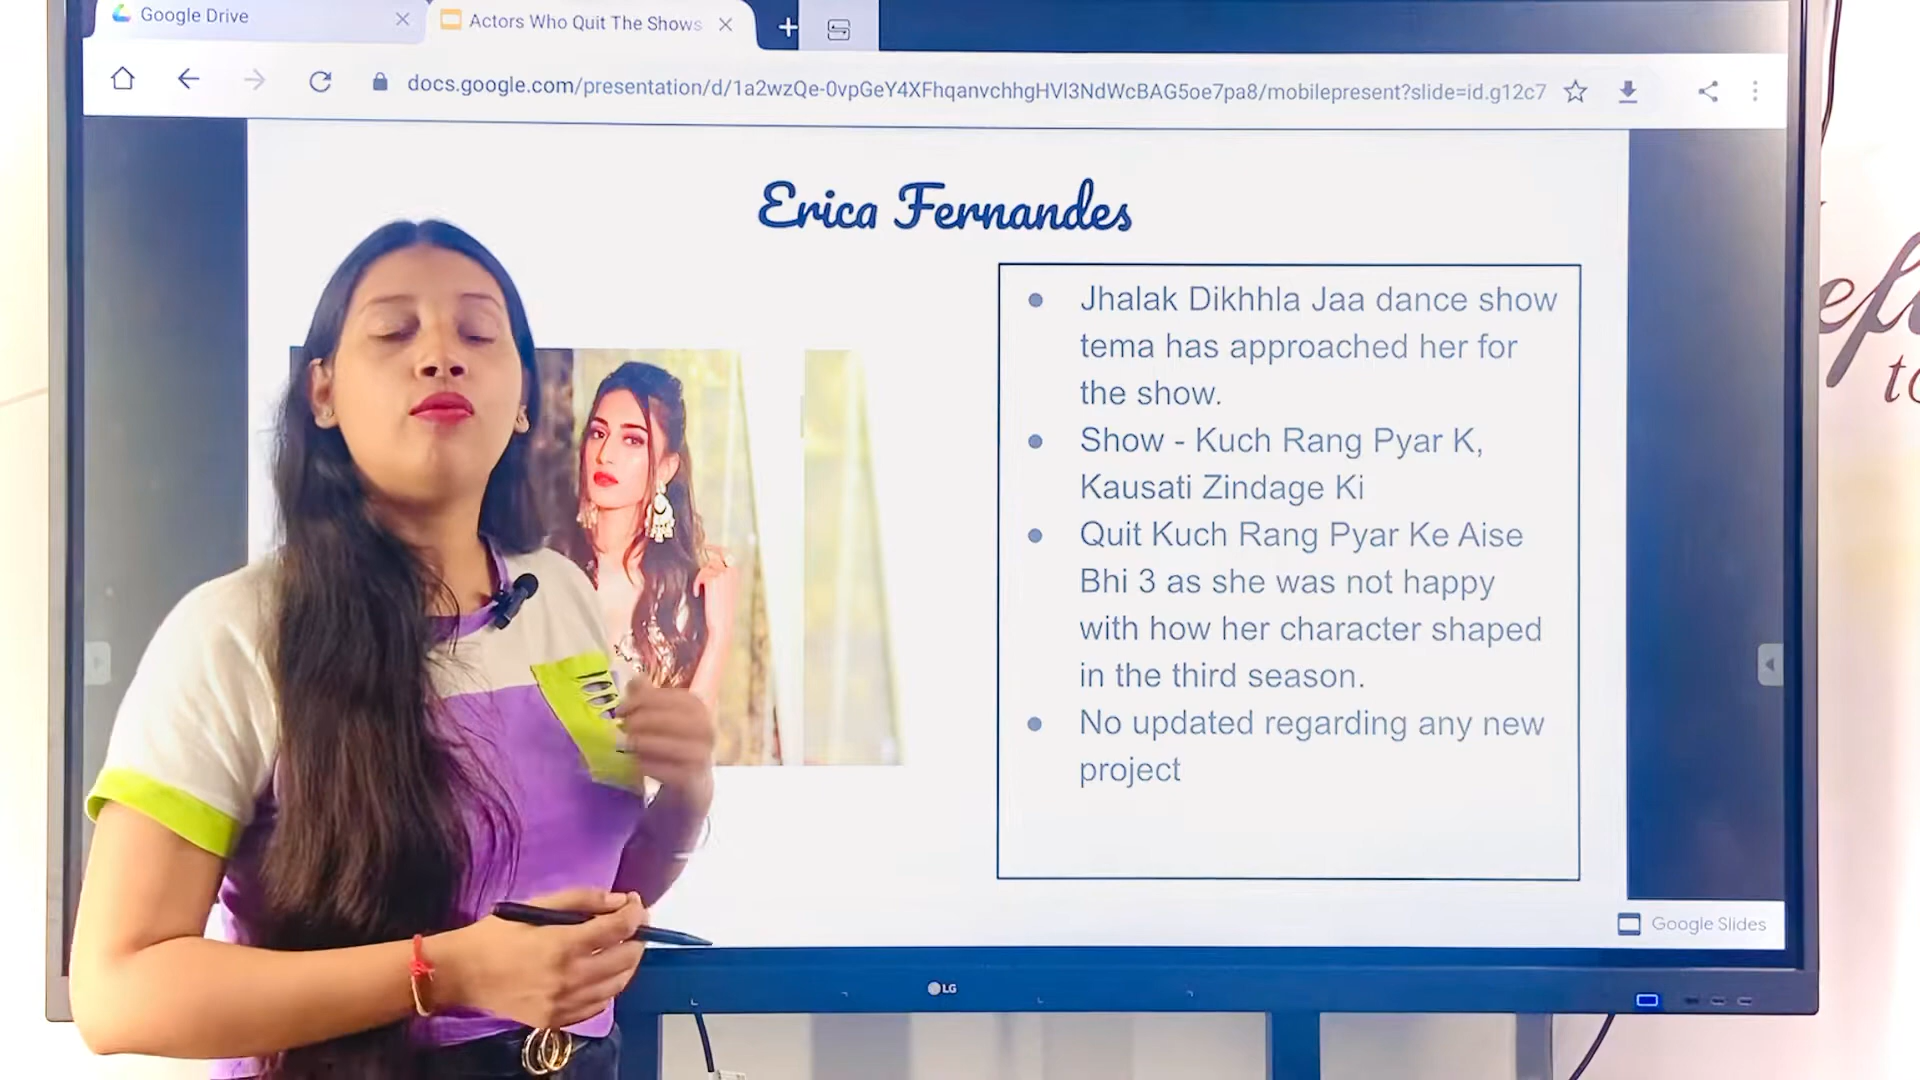 Google Drive
Actors Who Quit The Shows
docs.google.com/presentation/d/1a2wzQe-0vpGeY4XFhqanvchhgHVl3NdWcBAG5oe7pa8/mobilepresent?slide=id.g12c7
Erica Fernandes
Jhalak Dikhhla Jaa dance show
tema has approached her for
the show.
Show - Kuch Rang Pyar K,
Kausati Zindage Ki
Quit Kuch Rang Pyar Ke Aise
Bhi 3 as she was not happy
with how her character shaped
in the third season.
No updated regarding any new
project
Google Slides
LG